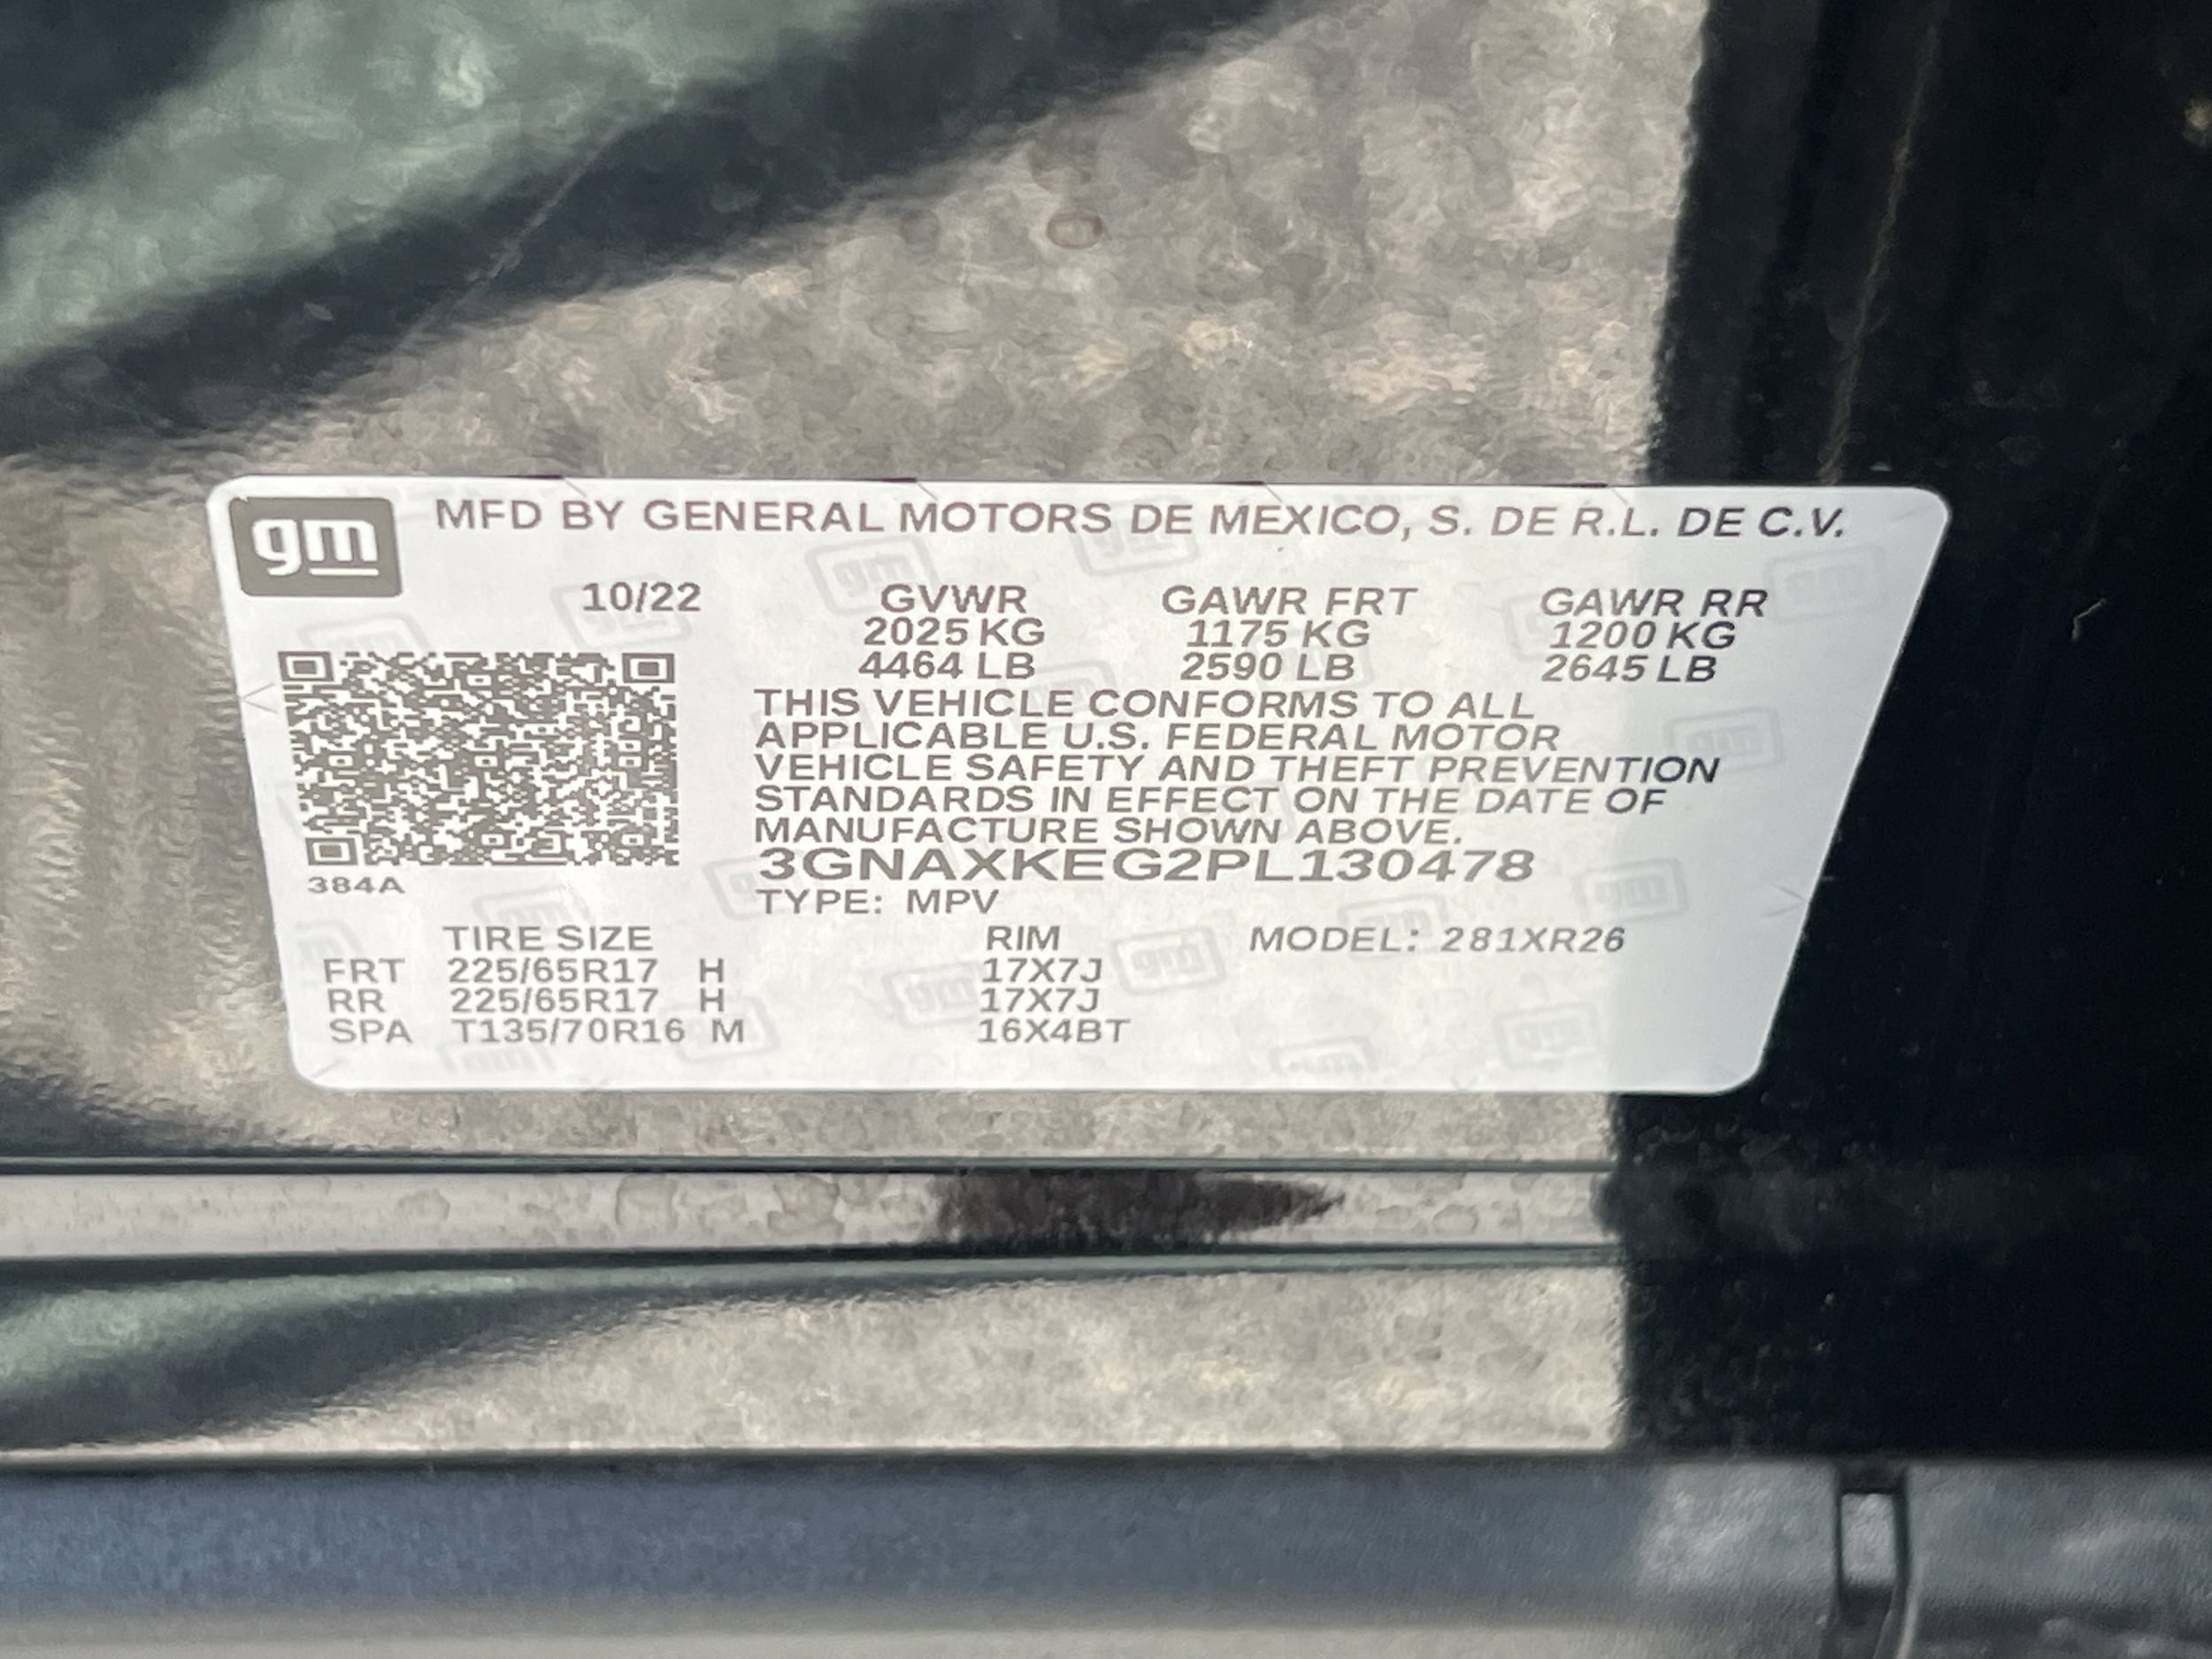 gm MFD BY GENERAL MOTORS DE MEXICO, S. DE R.L. DE C.V.
10/22 GVWR GAWR FRT GAWR RR
2025 KG 1175 KG 1200 KG
4464 LB 2590 LB 2645 LB
THIS VEHICLE CONFORMS TO ALL
APPLICABLE U.S. FEDERAL MOTOR
VEHICLE SAFETY AND THEFT PREVENTION
STANDARDS IN EFFECT ON THE DATE OF
MANUFACTURE SHOWN ABOVE.
3GNAXKEG2PL130478
384A
TYPE: MPV
TIRE SIZE RIM MODEL: 281XR26
FRT 225/65R17 H 17X7J
RR 225/65R17 H 17X7J
SPA T135/70R16 M 16X4BT